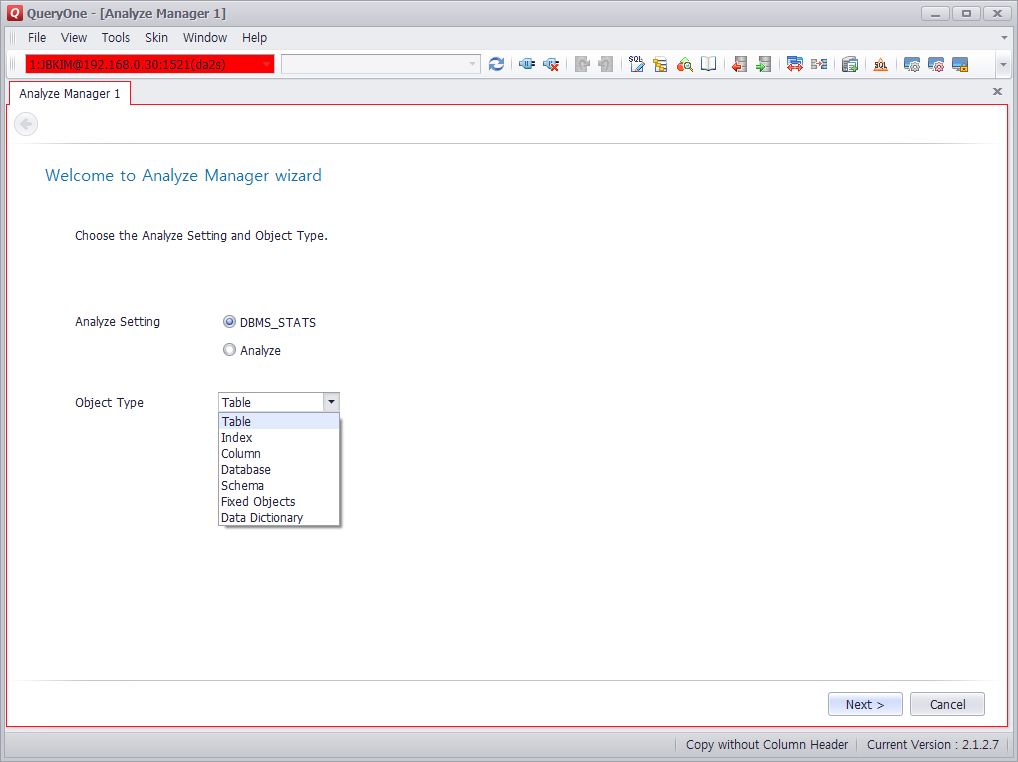 QueryOne - [Analyze Manager 1]
File View Tools Skin Window Help
1:JBKIM@192.168.0.30:1521(da2s)
SQL
SQL
Analyze Manager 1
Welcome to Analyze Manager wizard
Choose the Analyze Setting and Object Type.
Analyze Setting
DBMS_STATS
Analyze
Object Type
Table
Table
Index
Column
Database
Schema
Fixed Objects
Data Dictionary
Next >
Cancel
Copy without Column Header
Current Version : 2.1.2.7